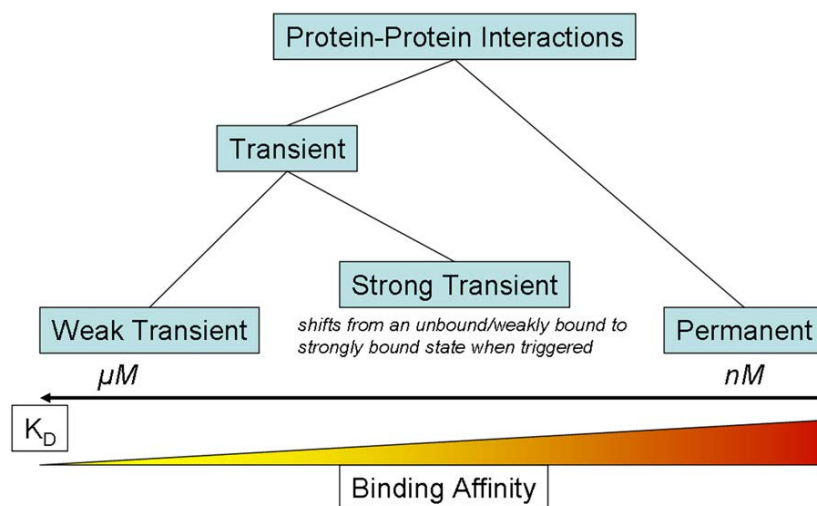 Protein-Protein Interactions
Transient
Strong Transient
shifts from an unbound/weakly bound to
strongly bound state when triggered
Weak Transient
Permanent
µM
nM
KD
Binding Affinity